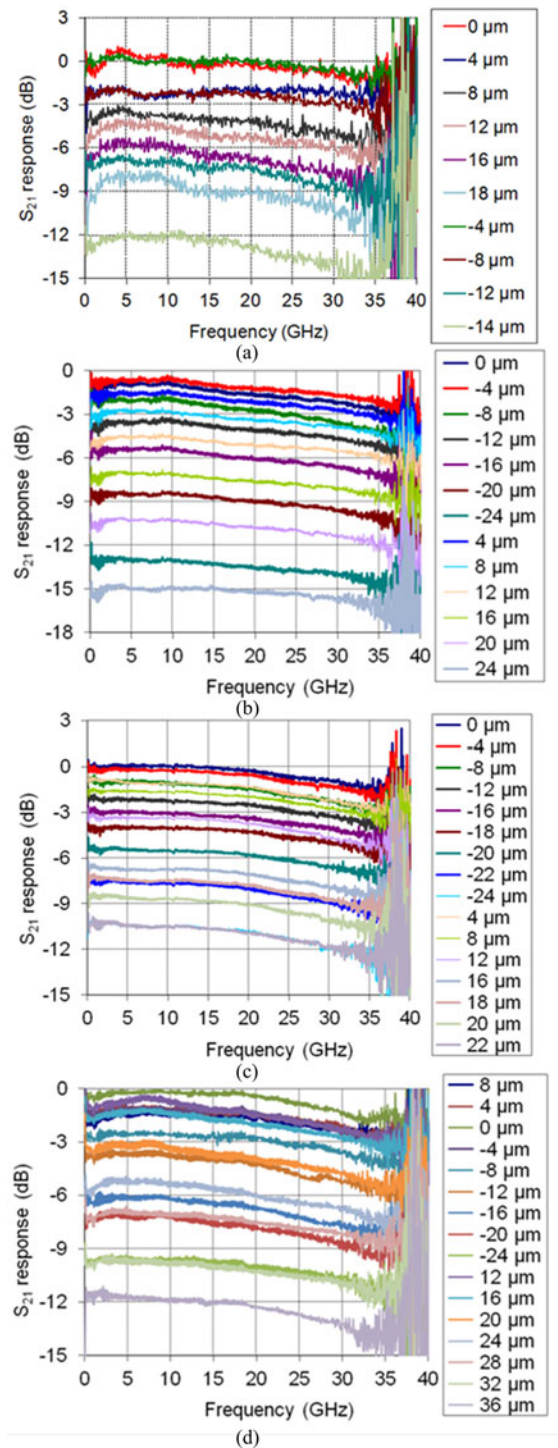 3
0
-3
-6
-9
-12
-15
S21 response (dB)
0 5 10 15 20 25 30 35 40
Frequency (GHz)
(a)
0 µm
4 µm
8 µm
12 µm
16 µm
18 µm
-4 µm
-8 µm
-12 µm
-14 µm
0
-3
-6
-9
-12
-15
-18
S21 response (dB)
0 5 10 15 20 25 30 35 40
Frequency (GHz)
(b)
0 µm
-4 µm
-8 µm
-12 µm
-16 µm
-20 µm
-24 µm
4 µm
8 µm
12 µm
16 µm
20 µm
24 µm
3
0
-3
-6
-9
-12
-15
S21 response (dB)
0 5 10 15 20 25 30 35 40
Frequency (GHz)
(c)
0 µm
-4 µm
-8 µm
-12 µm
-16 µm
-18 µm
-20 µm
-22 µm
-24 µm
4 µm
8 µm
12 µm
16 µm
18 µm
20 µm
22 µm
0
-3
-6
-9
-12
-15
S21 response (dB)
0 5 10 15 20 25 30 35 40
Frequency (GHz)
(d)
8 µm
4 µm
0 µm
-4 µm
-8 µm
-12 µm
-16 µm
-20 µm
-24 µm
12 µm
16 µm
20 µm
24 µm
28 µm
32 µm
36 µm